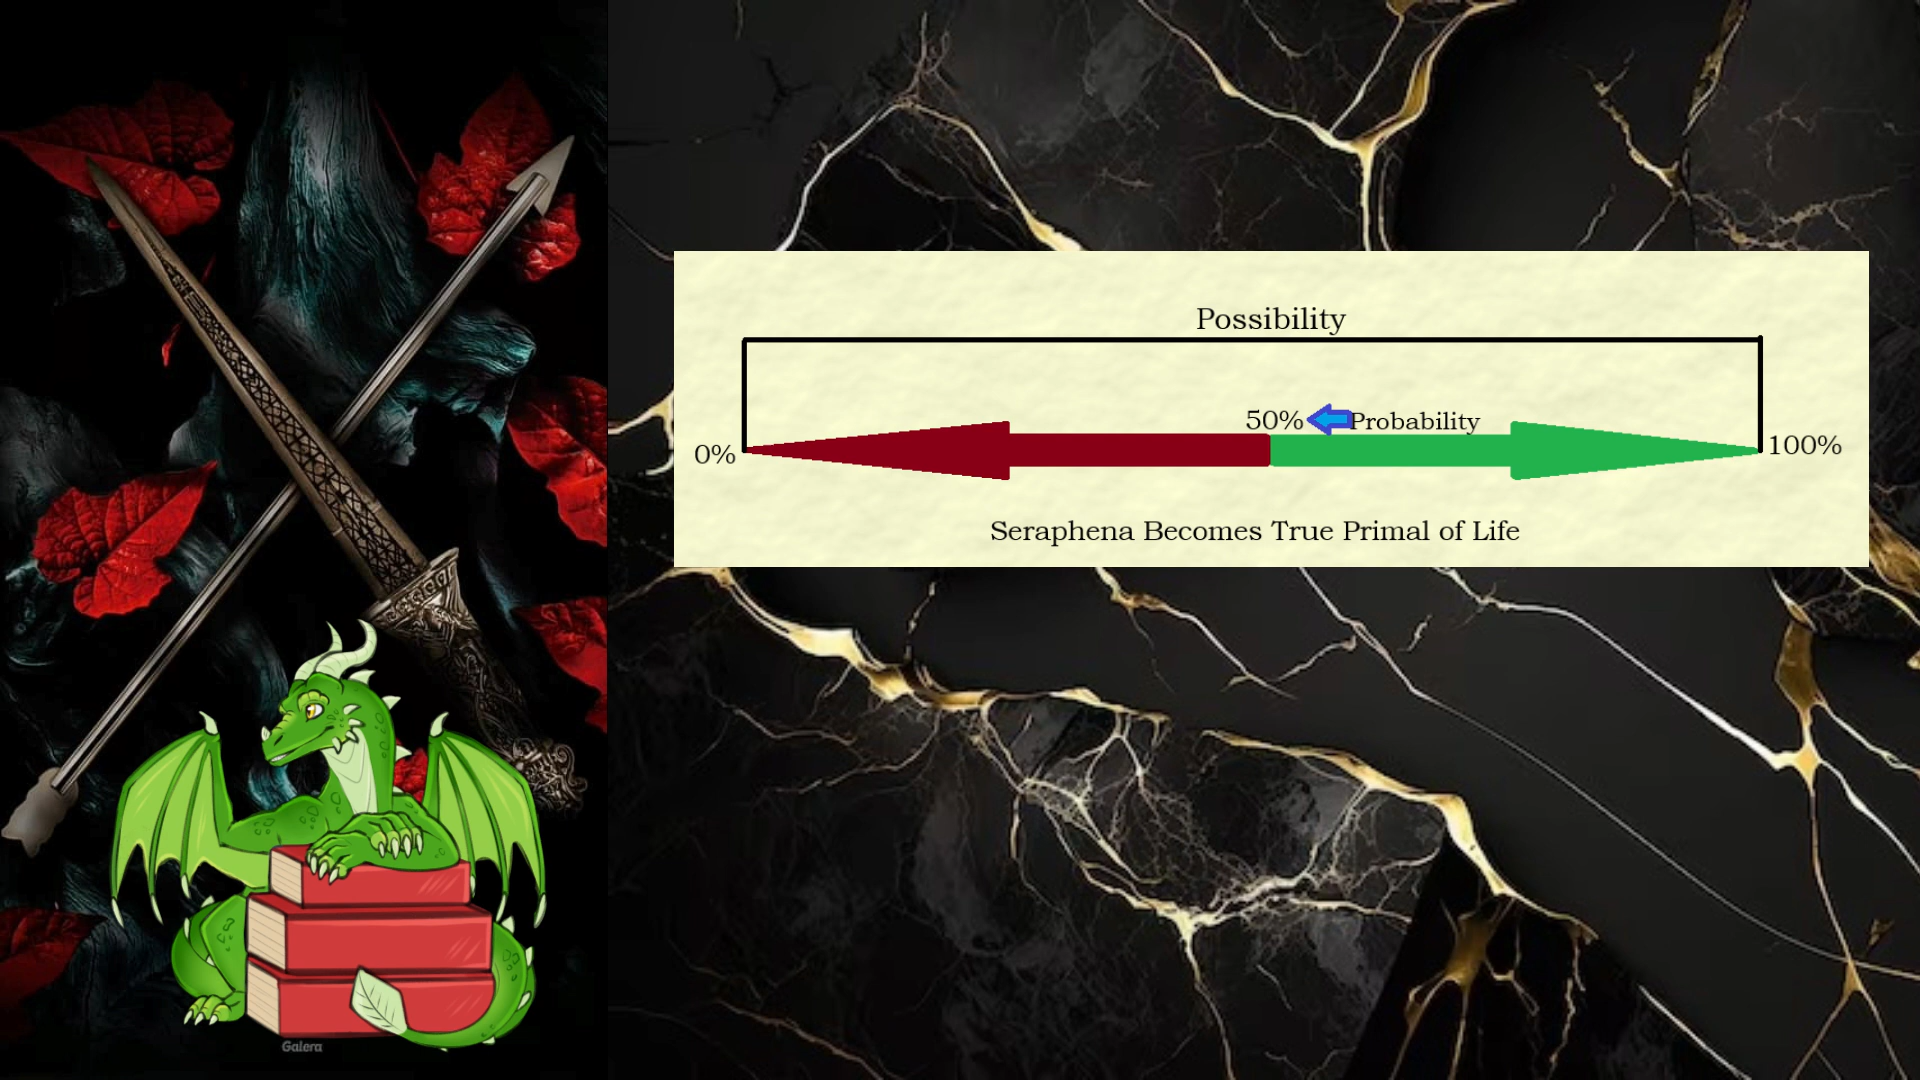 Possibility
50%
Probability
0%
100%
Seraphena Becomes True Primal of Life
Galera